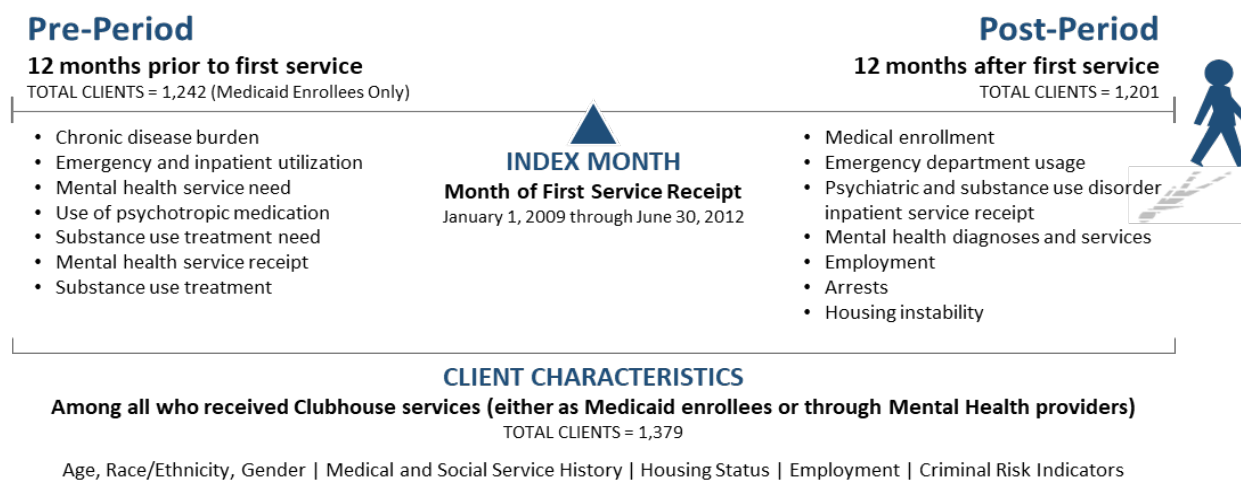 Pre-Period
12 months prior to first service
TOTAL CLIENTS = 1,242 (Medicaid Enrollees Only)
Post-Period
12 months after first service
TOTAL CLIENTS = 1,201
• Chronic disease burden
• Emergency and inpatient utilization
• Mental health service need
• Use of psychotropic medication
• Substance use treatment need
• Mental health service receipt
• Substance use treatment
INDEX MONTH
Month of First Service Receipt
January 1, 2009 through June 30, 2012
• Medical enrollment
• Emergency department usage
• Psychiatric and substance use disorder
inpatient service receipt
• Mental health diagnoses and services
• Employment
• Arrests
• Housing instability
CLIENT CHARACTERISTICS
Among all who received Clubhouse services (either as Medicaid enrollees or through Mental Health providers)
TOTAL CLIENTS = 1,379
Age, Race/Ethnicity, Gender | Medical and Social Service History | Housing Status | Employment | Criminal Risk Indicators